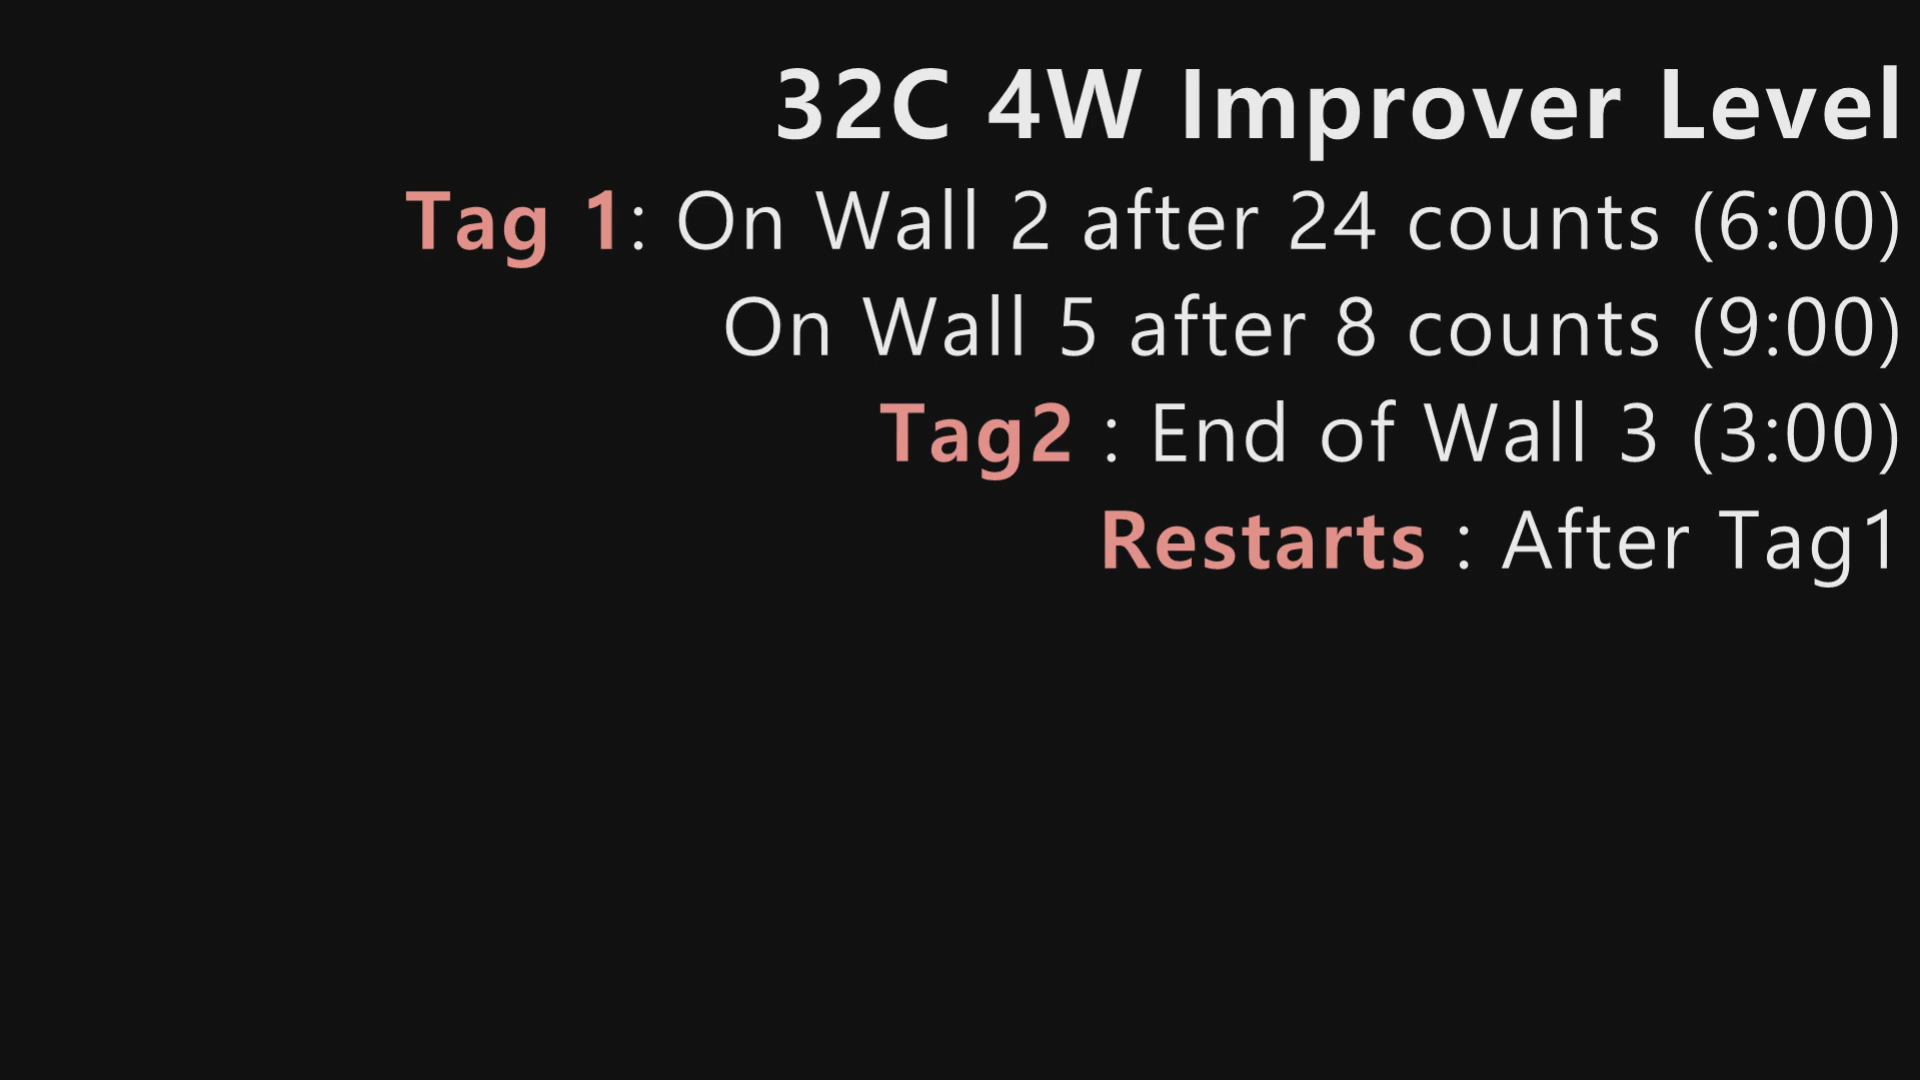 32C 4W Improver Level
Tag 1: On Wall 2 after 24 counts (6:00)
On Wall 5 after 8 counts (9:00)
Tag2 : End of Wall 3 (3:00)
Restarts : After Tag1